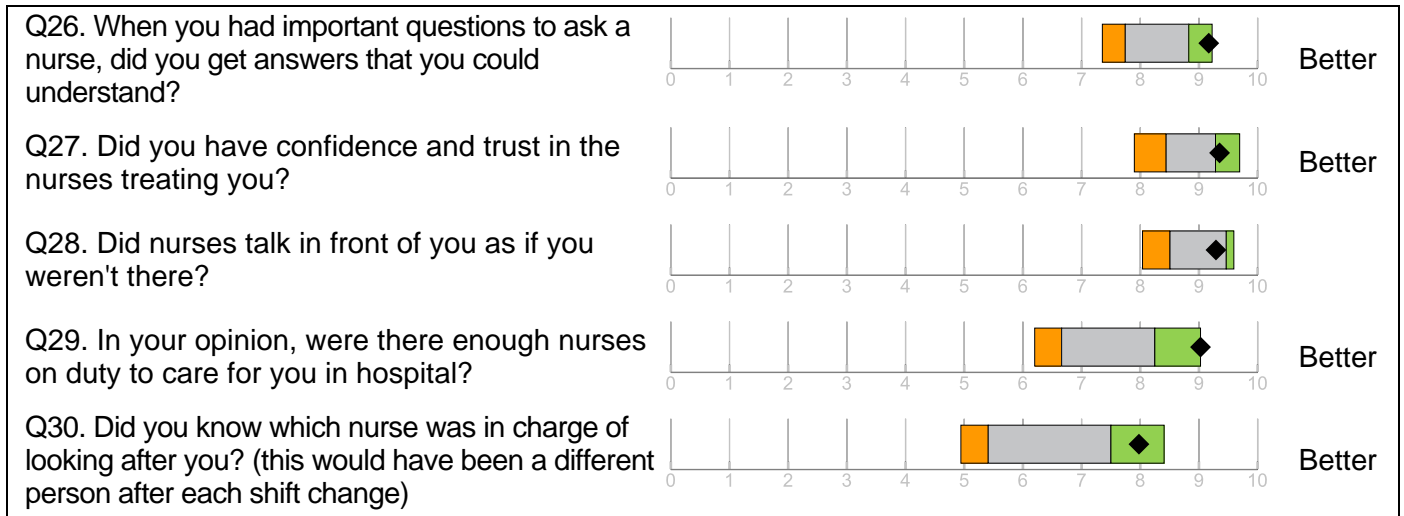 Q26. When you had important questions to ask a
nurse, did you get answers that you could
understand?
0 1 2 3 4 5 6 7 8 9 10
Better
Q27. Did you have confidence and trust in the
nurses treating you?
0 1 2 3 4 5 6 7 8 9 10
Better
Q28. Did nurses talk in front of you as if you
weren't there?
0 1 2 3 4 5 6 7 8 9 10
Better
Q29. In your opinion, were there enough nurses
on duty to care for you in hospital?
0 1 2 3 4 5 6 7 8 9 10
Better
Q30. Did you know which nurse was in charge of
looking after you? (this would have been a different
person after each shift change)
0 1 2 3 4 5 6 7 8 9 10
Better